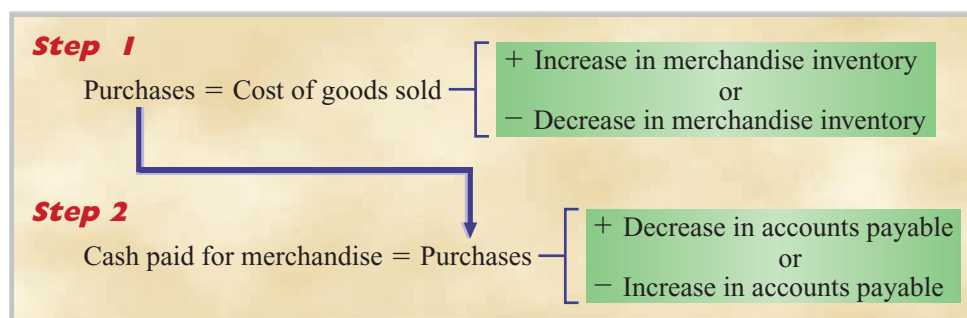 Step 1
+ Increase in merchandise inventory
Purchases = Cost of goods sold
or
− Decrease in merchandise inventory
Step 2
+ Decrease in accounts payable
Cash paid for merchandise = Purchases
or
− Increase in accounts payable